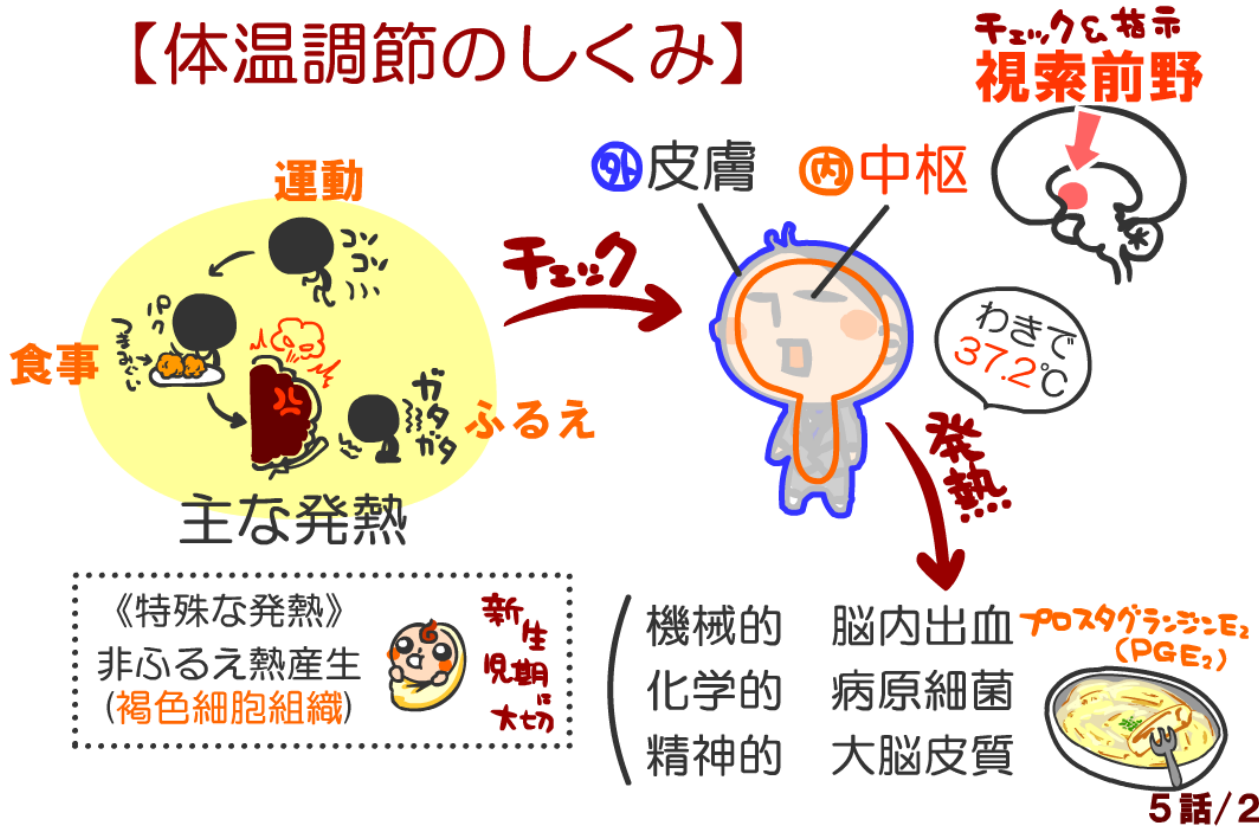 【体温調節のしくみ】
チェック&指示
視索前野
運動
コソ
コソ
食事
パク
つまみぐい
ガタ
ガタ
ふるえ
主な発熱
チェック
外皮膚
内中枢
わきで
37.2℃
発熱
《特殊な発熱》
非ふるえ熱産生
(褐色細胞組織)
新生
児期に
大切
機械的 脳内出血
化学的 病原細菌
精神的 大脳皮質
プロスタグランジンE₂
(PGE₂)
5話/2